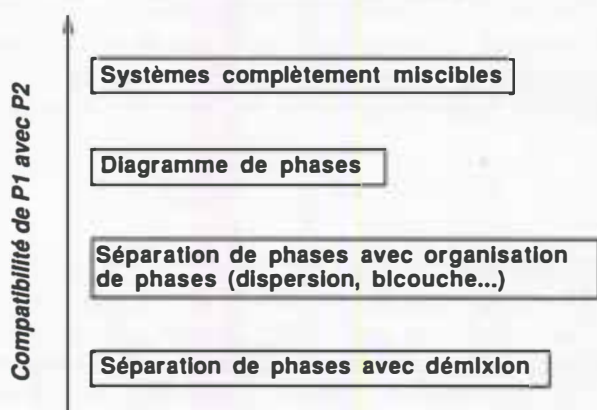 Compatibilité de P1 avec P2
Systèmes complètement miscibles
Diagramme de phases
Séparation de phases avec organisation
de phases (dispersion, bicouche...)
Séparation de phases avec démixion